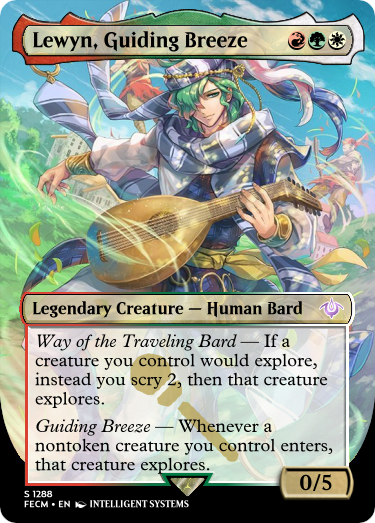 Lewyn, Guiding Breeze
Legendary Creature — Human Bard
Way of the Traveling Bard — If a
creature you control would explore,
instead you scry 2, then that creature
explores.
Guiding Breeze — Whenever a
nontoken creature you control enters,
that creature explores.
0/5
S 1288
FECM • EN INTELLIGENT SYSTEMS